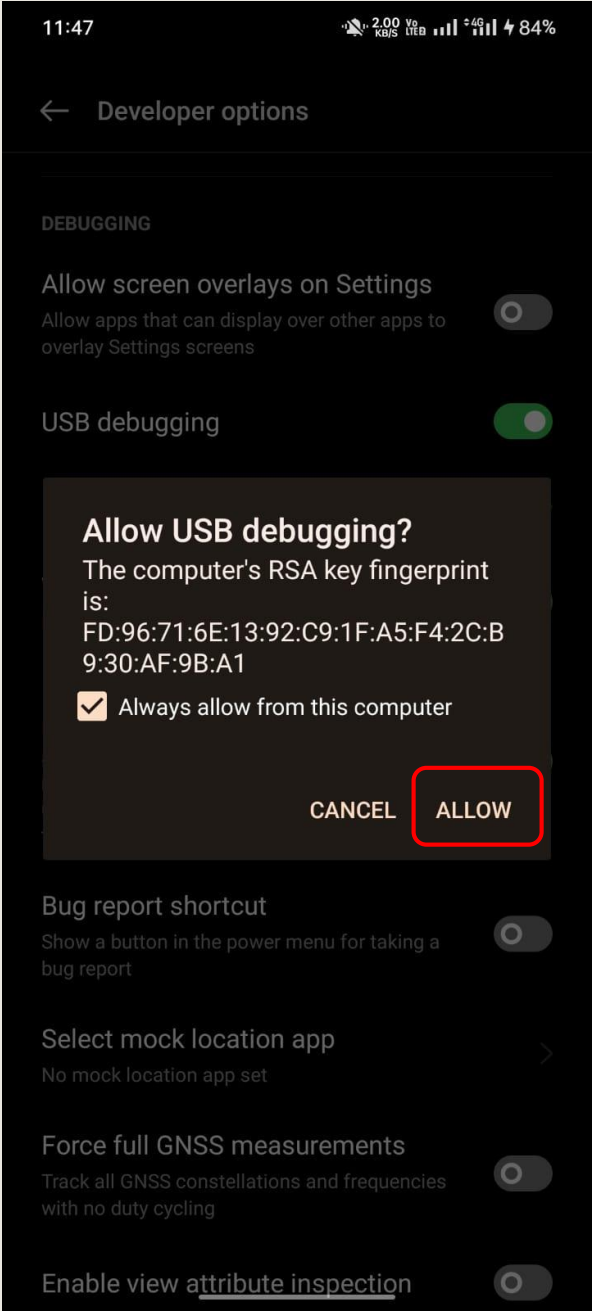 11:47
2.00 KB/S Vo LTE 4G 84%
Developer options
DEBUGGING
Allow screen overlays on Settings
Allow apps that can display over other apps to
overlay Settings screens
USB debugging
Allow USB debugging?
The computer's RSA key fingerprint
is:
FD:96:71:6E:13:92:C9:1F:A5:F4:2C:B
9:30:AF:9B:A1
Always allow from this computer
CANCEL ALLOW
Bug report shortcut
Show a button in the power menu for taking a
bug report
Select mock location app
No mock location app set
Force full GNSS measurements
Track all GNSS constellations and frequencies
with no duty cycling
Enable view attribute inspection